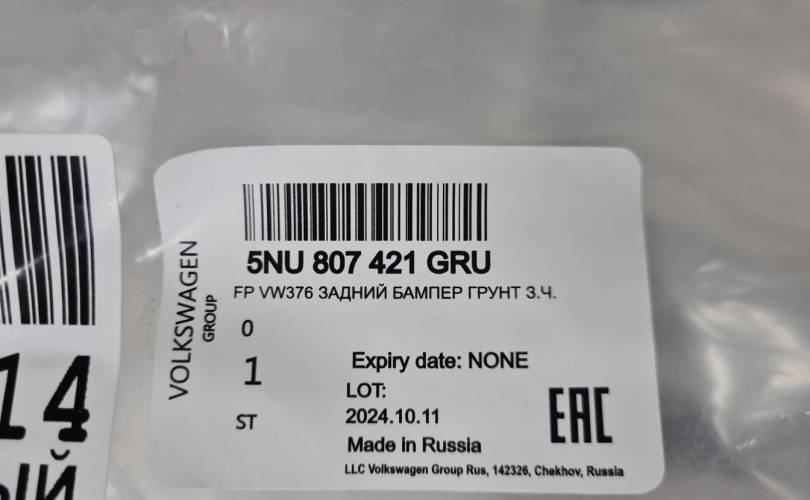 14
ЫЙ
VOLKSWAGEN
GROUP
5NU 807 421 GRU
FP VW376 ЗАДНИЙ БАМПЕР ГРУНТ З.Ч.
0
1
ST
Expiry date: NONE
LOT:
2024.10.11
Made in Russia
EAC
LLC Volkswagen Group Rus, 142326, Chekhov, Russia